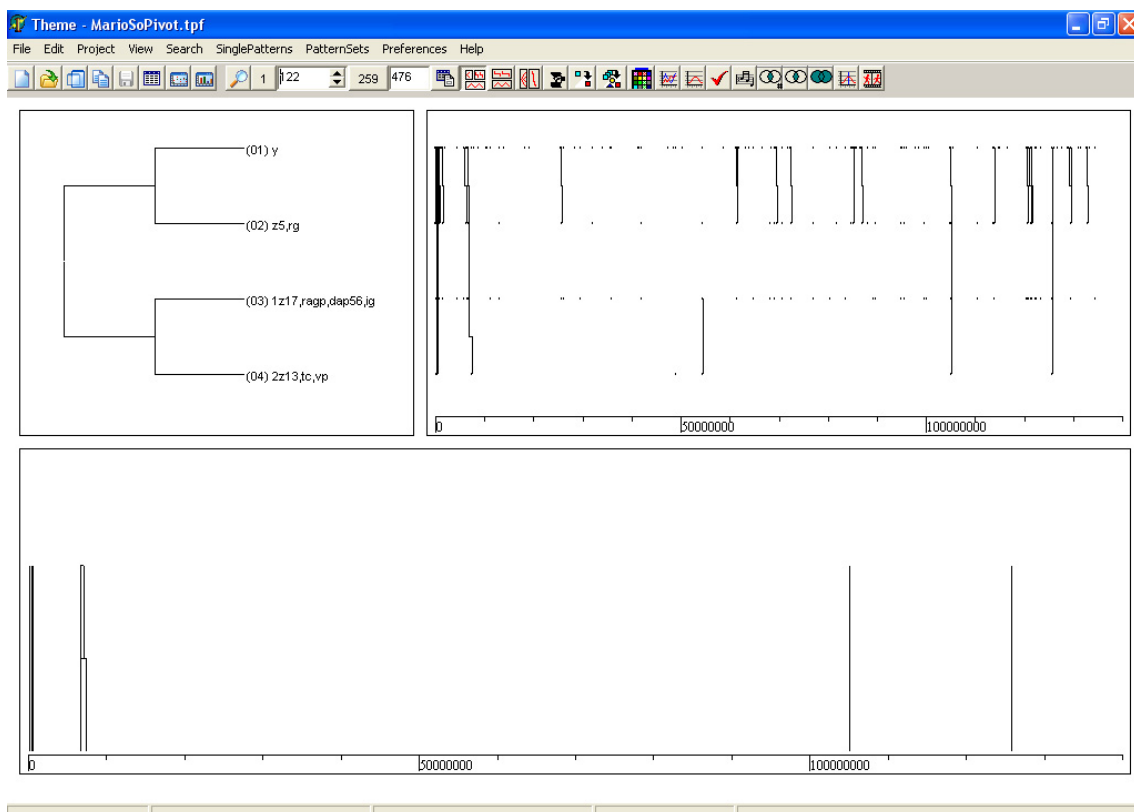 Theme - MarioSoPivot.tpf
File Edit Project View Search SinglePatterns PatternSets Preferences Help
1 122 259 476
(01) y
(02) z5,rg
(03) 1z17,ragp,dap56,ig
(04) 2z13,tc,vp
0 50000000 100000000
0 50000000 100000000